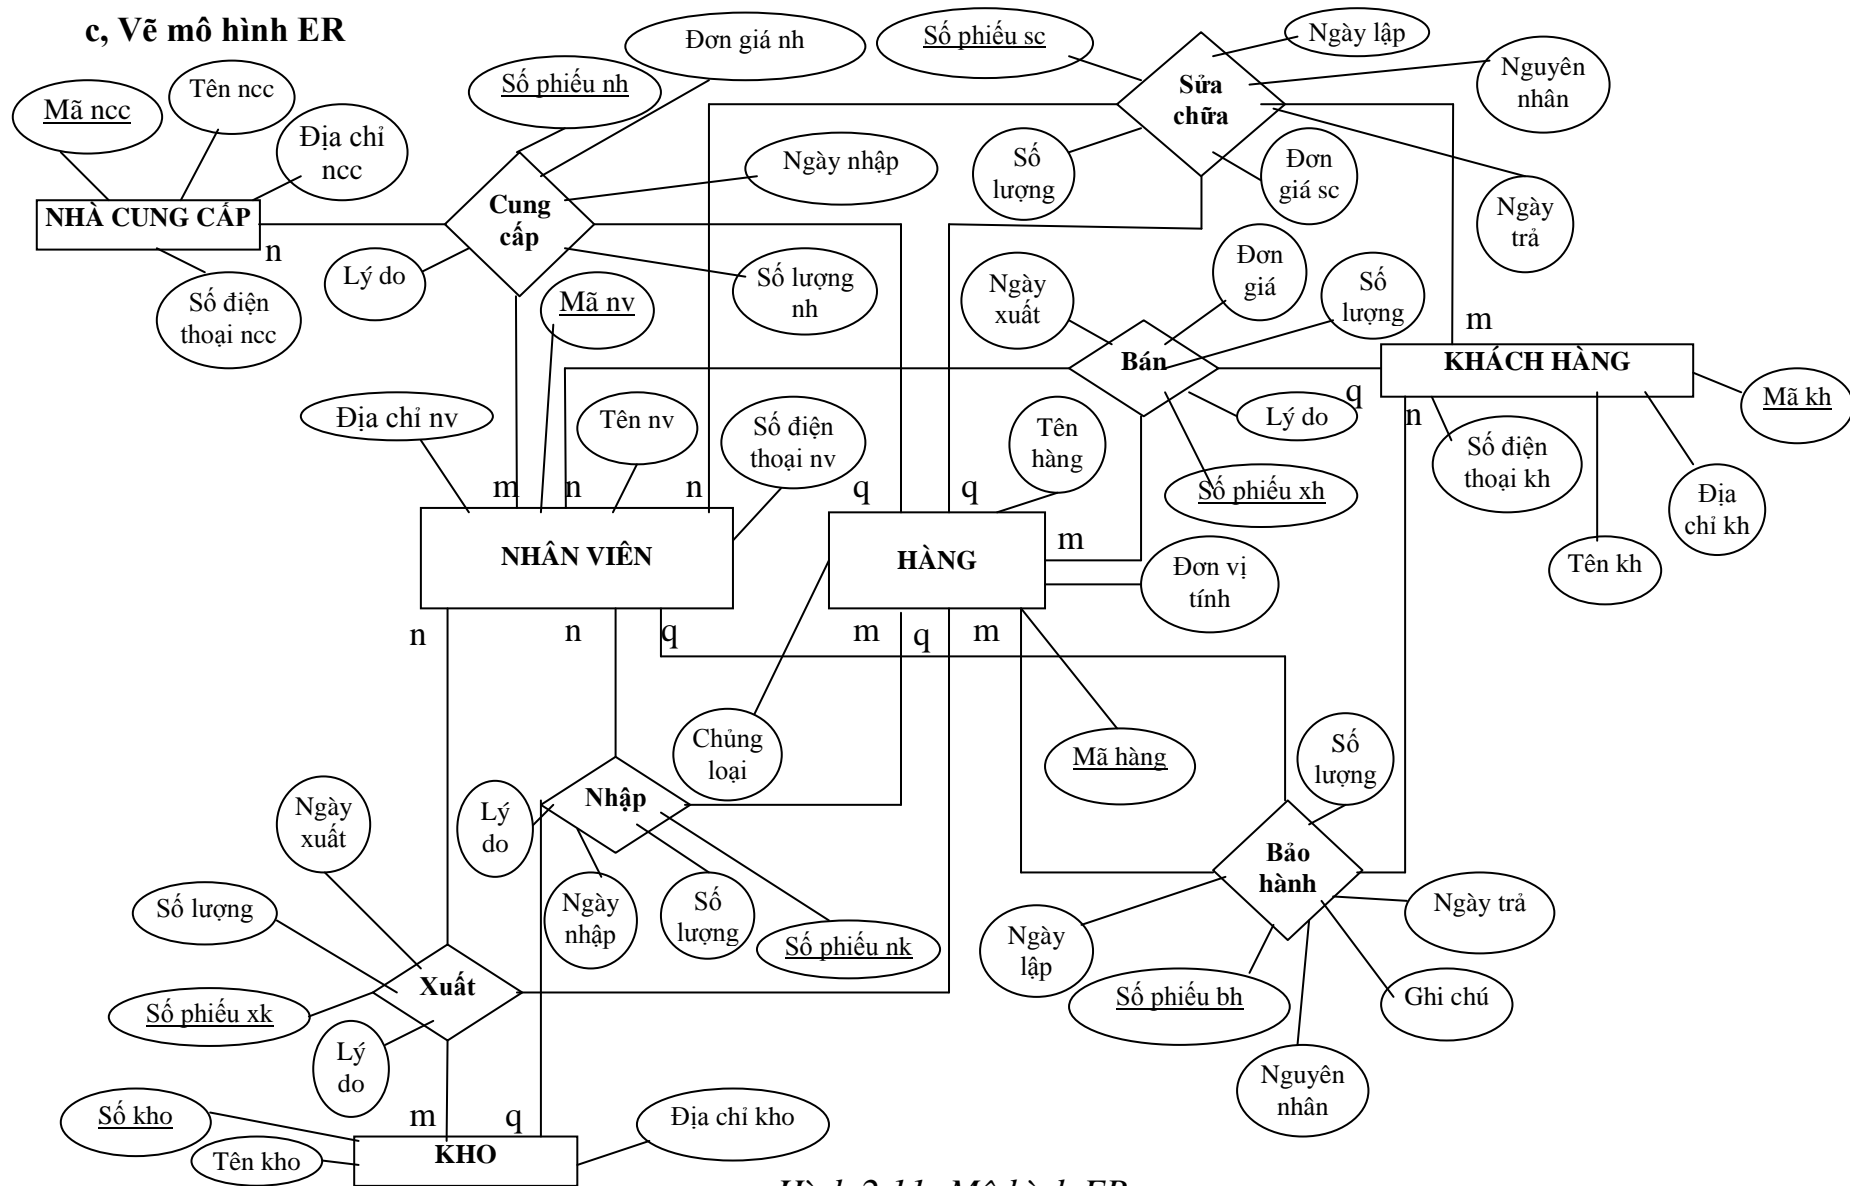 c, Vẽ mô hình ER
Đơn giá nh
Số phiếu sc
Ngày lập
Số phiếu nh
Tên ncc
Mã ncc
Địa chỉ
ncc
Nguyên
nhân
Sửa
chữa
Ngày nhập
Số
lượng
Đơn
giá sc
NHÀ CUNG CẤP
n
Cung
cấp
Ngày
trả
Lý do
Số điện
thoại ncc
Mã nv
Số lượng
nh
Ngày
xuất
Đơn
giá
Số
lượng
m
Bán
KHÁCH HÀNG
q
n
Mã kh
Địa chỉ nv
Tên nv
Số điện
thoại nv
Tên
hàng
Lý do
Số điện
thoại kh
Số phiếu xh
Địa
chỉ kh
m
n
n
q
q
NHÂN VIÊN
HÀNG
m
Đơn vị
tính
Tên kh
n
n
q
m
q
m
Chủng
loại
Mã hàng
Số
lượng
Ngày
xuất
Lý
do
Nhập
Bảo
hành
Số lượng
Ngày
nhập
Số
lượng
Số phiếu nk
Ngày
lập
Ngày trả
Xuất
Số phiếu xk
Số phiếu bh
Ghi chú
Lý
do
Nguyên
nhân
Số kho
m
q
Địa chỉ kho
Tên kho
KHO
Hình 2.11: Mô hình ER